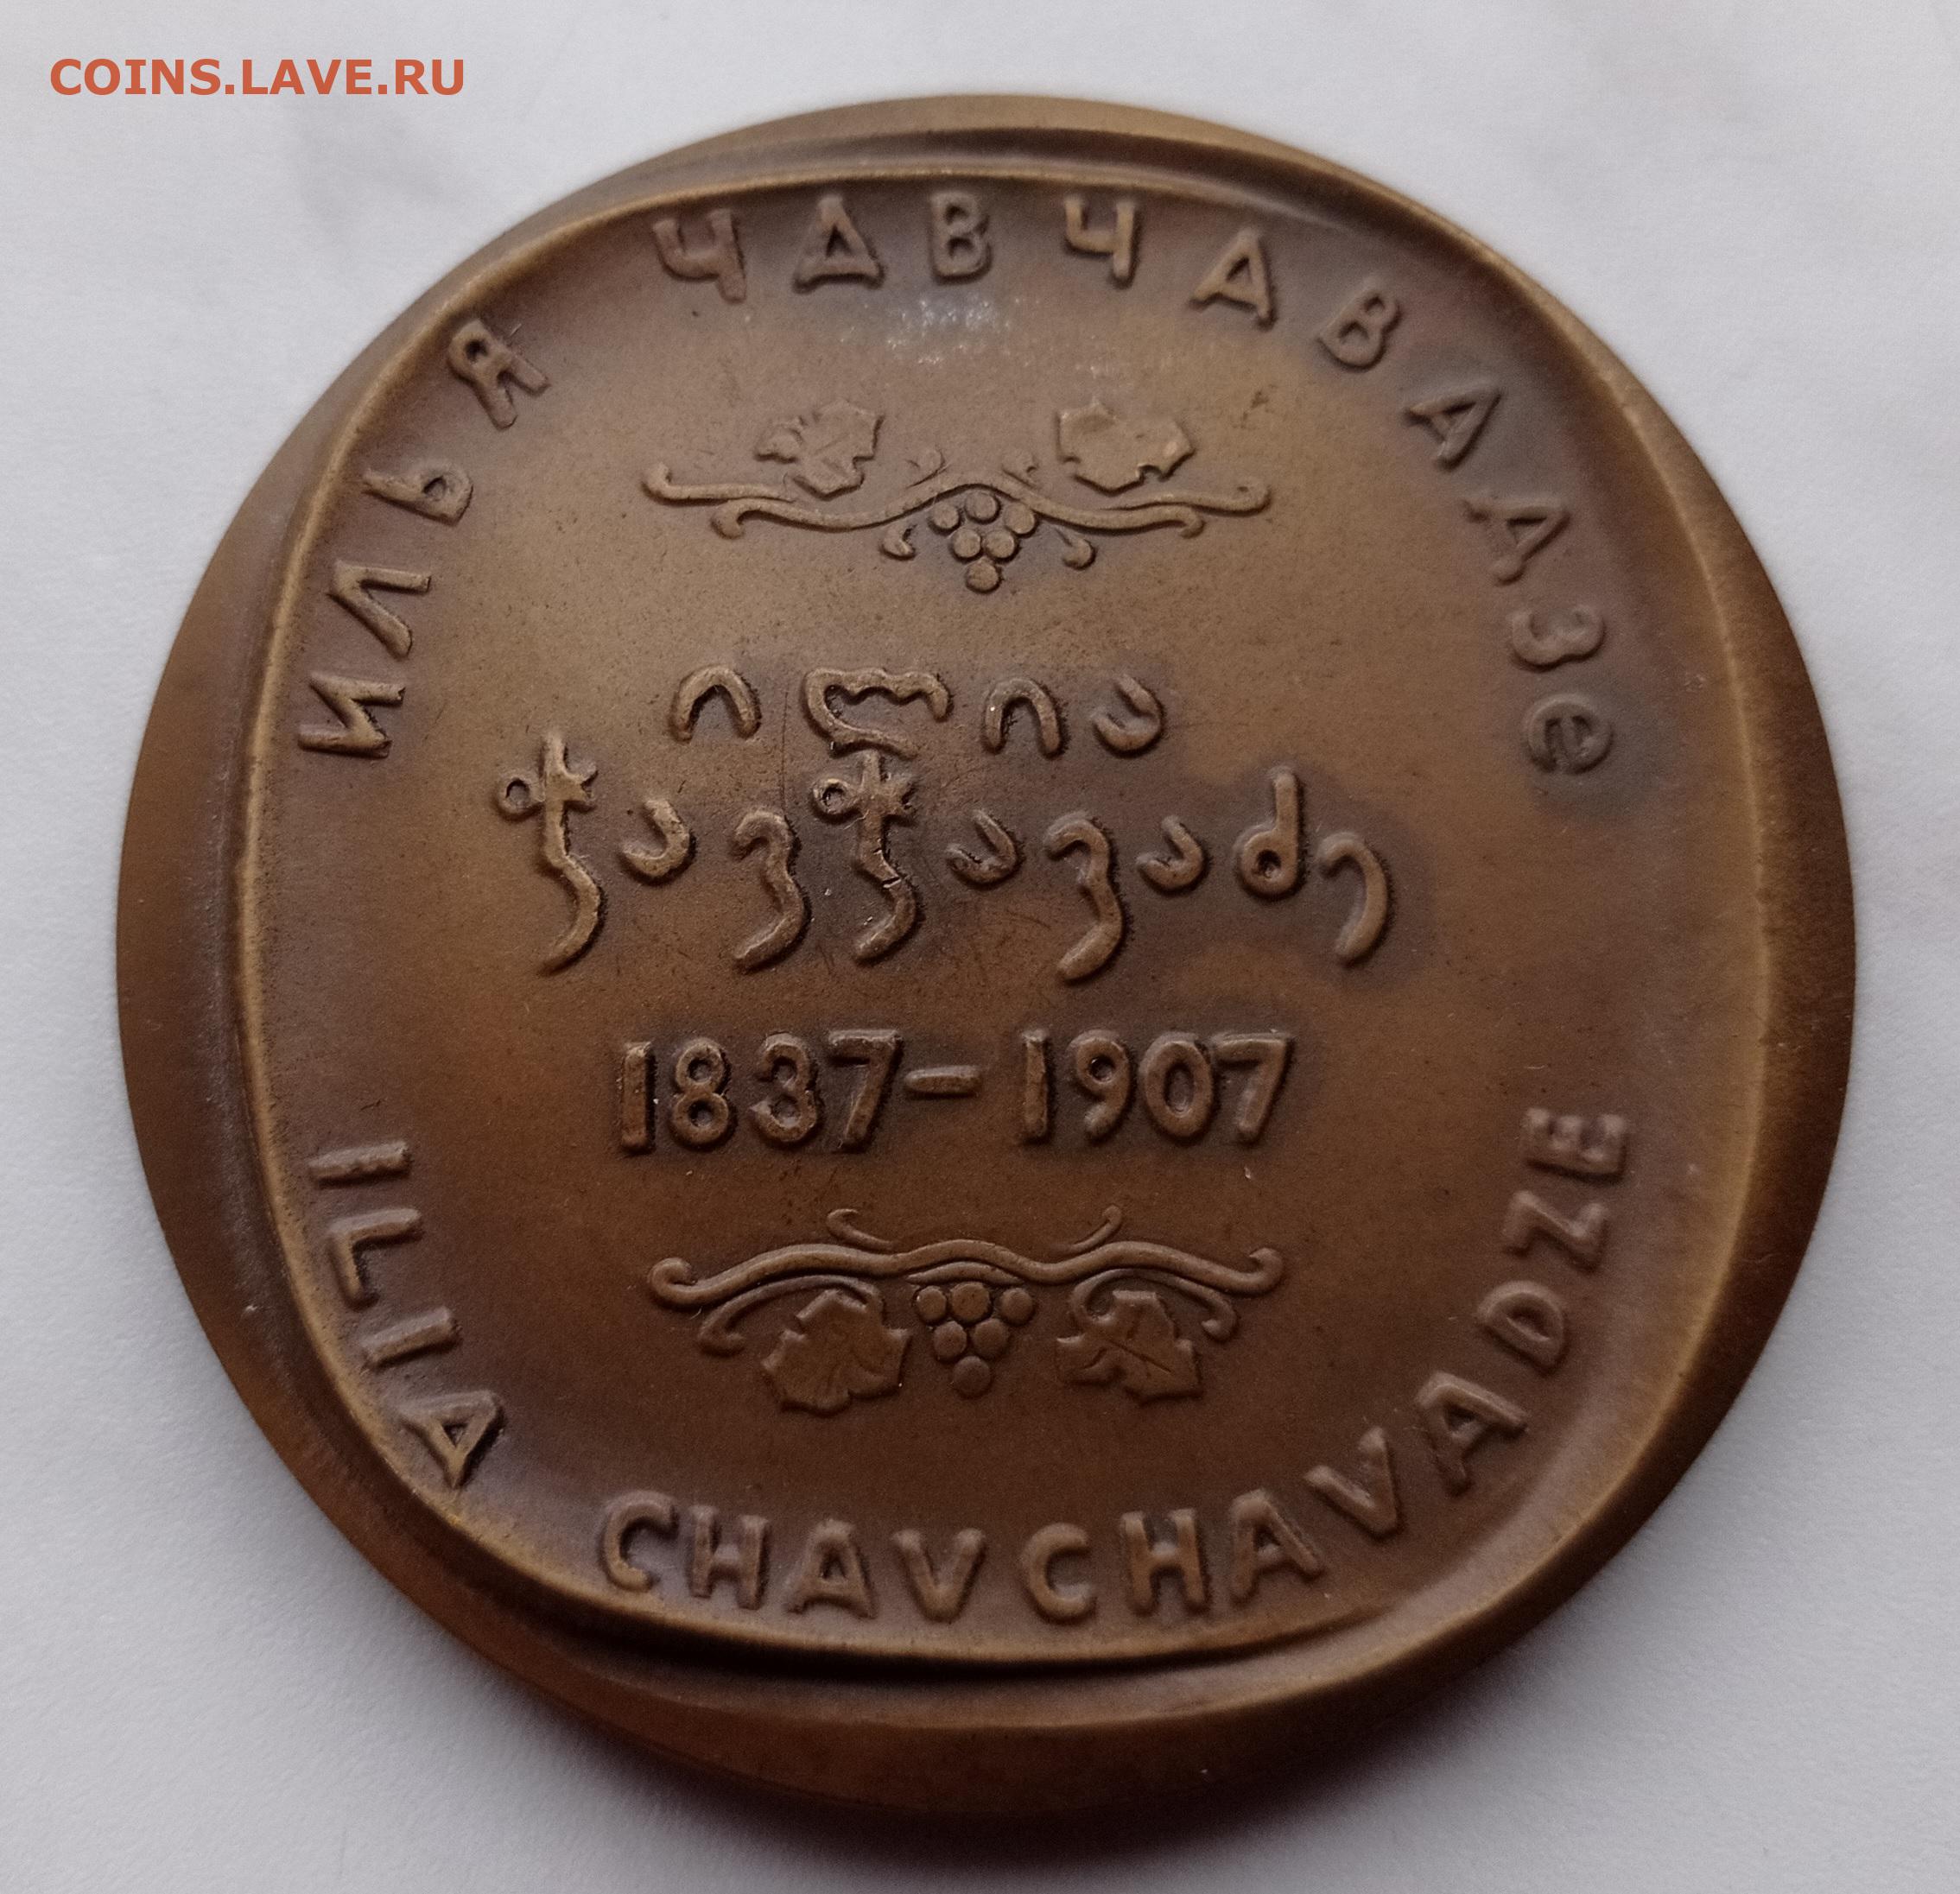 COINS.LAVE.RU
ИЛЬЯ ЧАВЧАВАДЗе
ილია
ჭავჭავაძე
1837-1907
ILIA CHAVCHAVADZE